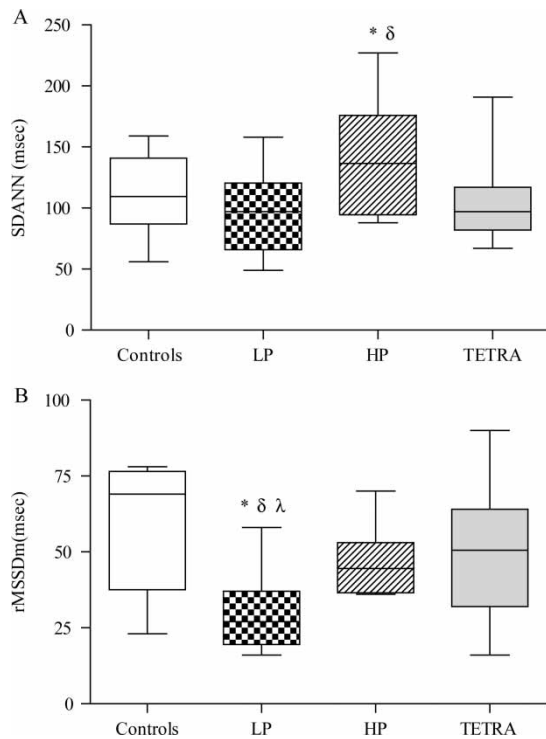 A
SDANN (msec)
250
200
150
100
50
0
* δ
Controls LP HP TETRA
B
rMSSDm(msec)
100
75
50
25
0
* δ λ
Controls LP HP TETRA